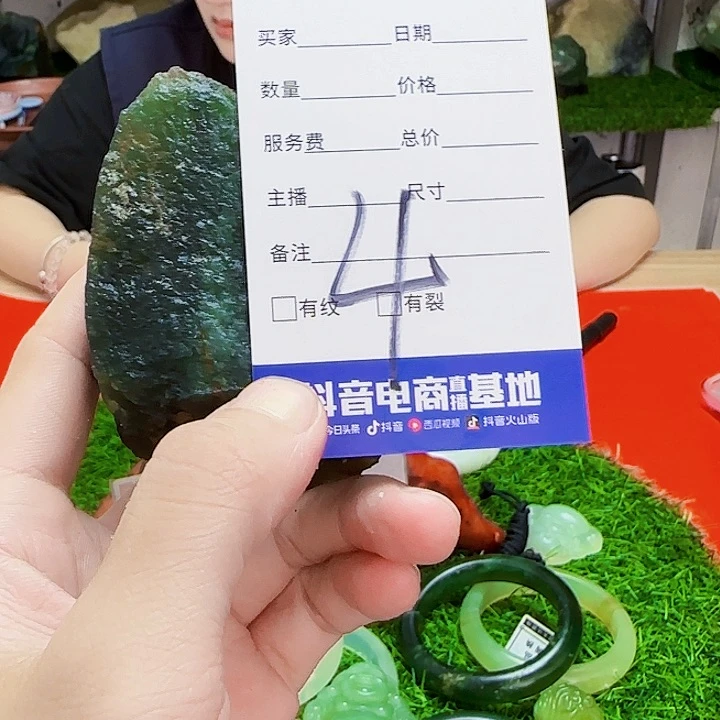 买家 日期
数量 价格
服务费 总价
主播 尺寸
备注
4
有纹 有裂
抖音电商直播基地
今日头条 抖音 西瓜视频 抖音火山版